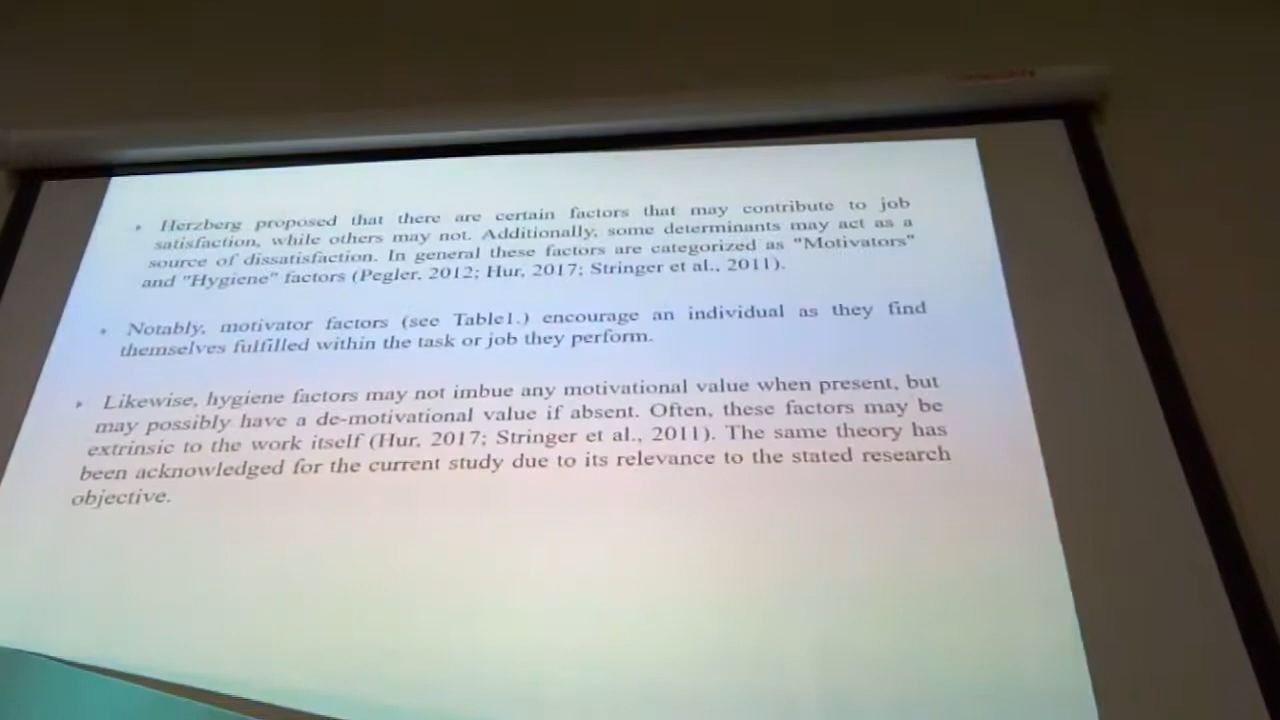 • Herzberg proposed that there are certain factors that may contribute to job
satisfaction, while others may not. Additionally, some determinants may act as a
source of dissatisfaction. In general these factors are categorized as "Motivators"
and "Hygiene" factors (Pegler, 2012; Hur, 2017; Stringer et al., 2011).
• Notably, motivator factors (see Table1.) encourage an individual as they find
themselves fulfilled within the task or job they perform.
• Likewise, hygiene factors may not imbue any motivational value when present, but
may possibly have a de-motivational value if absent. Often, these factors may be
extrinsic to the work itself (Hur, 2017; Stringer et al., 2011). The same theory has
been acknowledged for the current study due to its relevance to the stated research
objective.